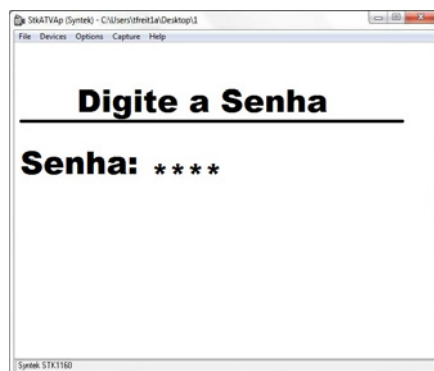 StkATVAp (Syntek) - C:\Users\tfreit1a\Desktop\1
File Devices Options Capture Help
Digite a Senha
Senha: ****
Syntek STK1160